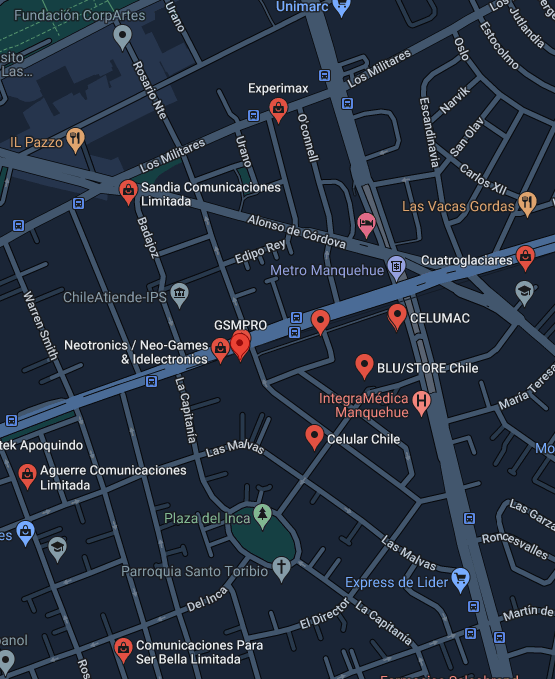 Unimarc
Fundación CorpArtes
Urano
Los Jutlandia
Estocolmo
Oslo
sito
Las...
Los Militares
Rosario Nte
Experimax
Narvik
Escandinavia
O'connell
San Olav
IL Pazzo
Los Militares
Urano
Carlos XII
Sandia Comunicaciones
Limitada
Las Vacas Gordas
Badajoz
Alonso de Córdova
Edipo Rey
Cuatroglaciares
Metro Manquehue
ChileAtiende-IPS
Warren Smith
GSMPRO
CELUMAC
Neotronics / Neo-Games
& Idelectronics
BLU/STORE Chile
María Teresa
La Capitanía
IntegraMédica
Manquehue
tek Apoquindo
Celular Chile
Las Malvas
Mó
Aguerre Comunicaciones
Limitada
Las Garza
Plaza del Inca
es
Roncesvalles
Las Malvas
Parroquia Santo Toribio
Express de Lider
Del Inca
El Director
La Capitanía
Martín de
panol
Comunicaciones Para
Ser Bella Limitada
Ros